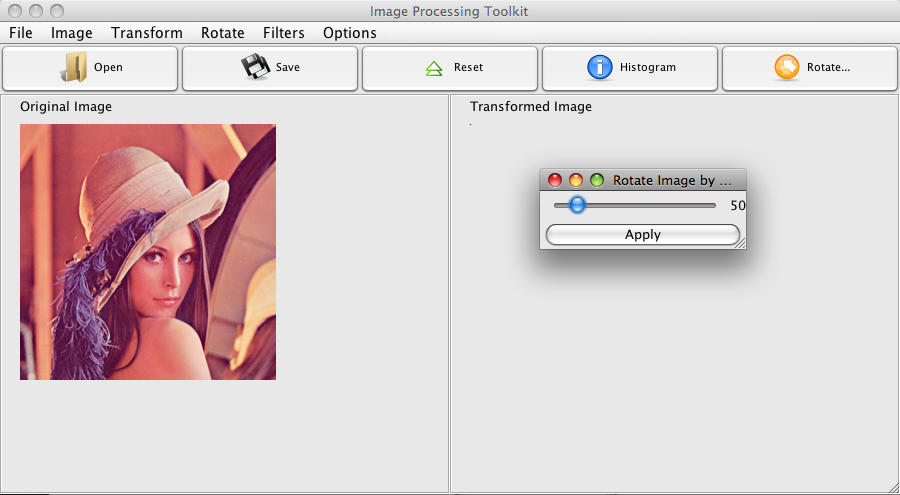 Image Processing Toolkit
File Image Transform Rotate Filters Options
Open Save Reset Histogram Rotate...
Original Image
Transformed Image
Rotate Image by ...
50
Apply